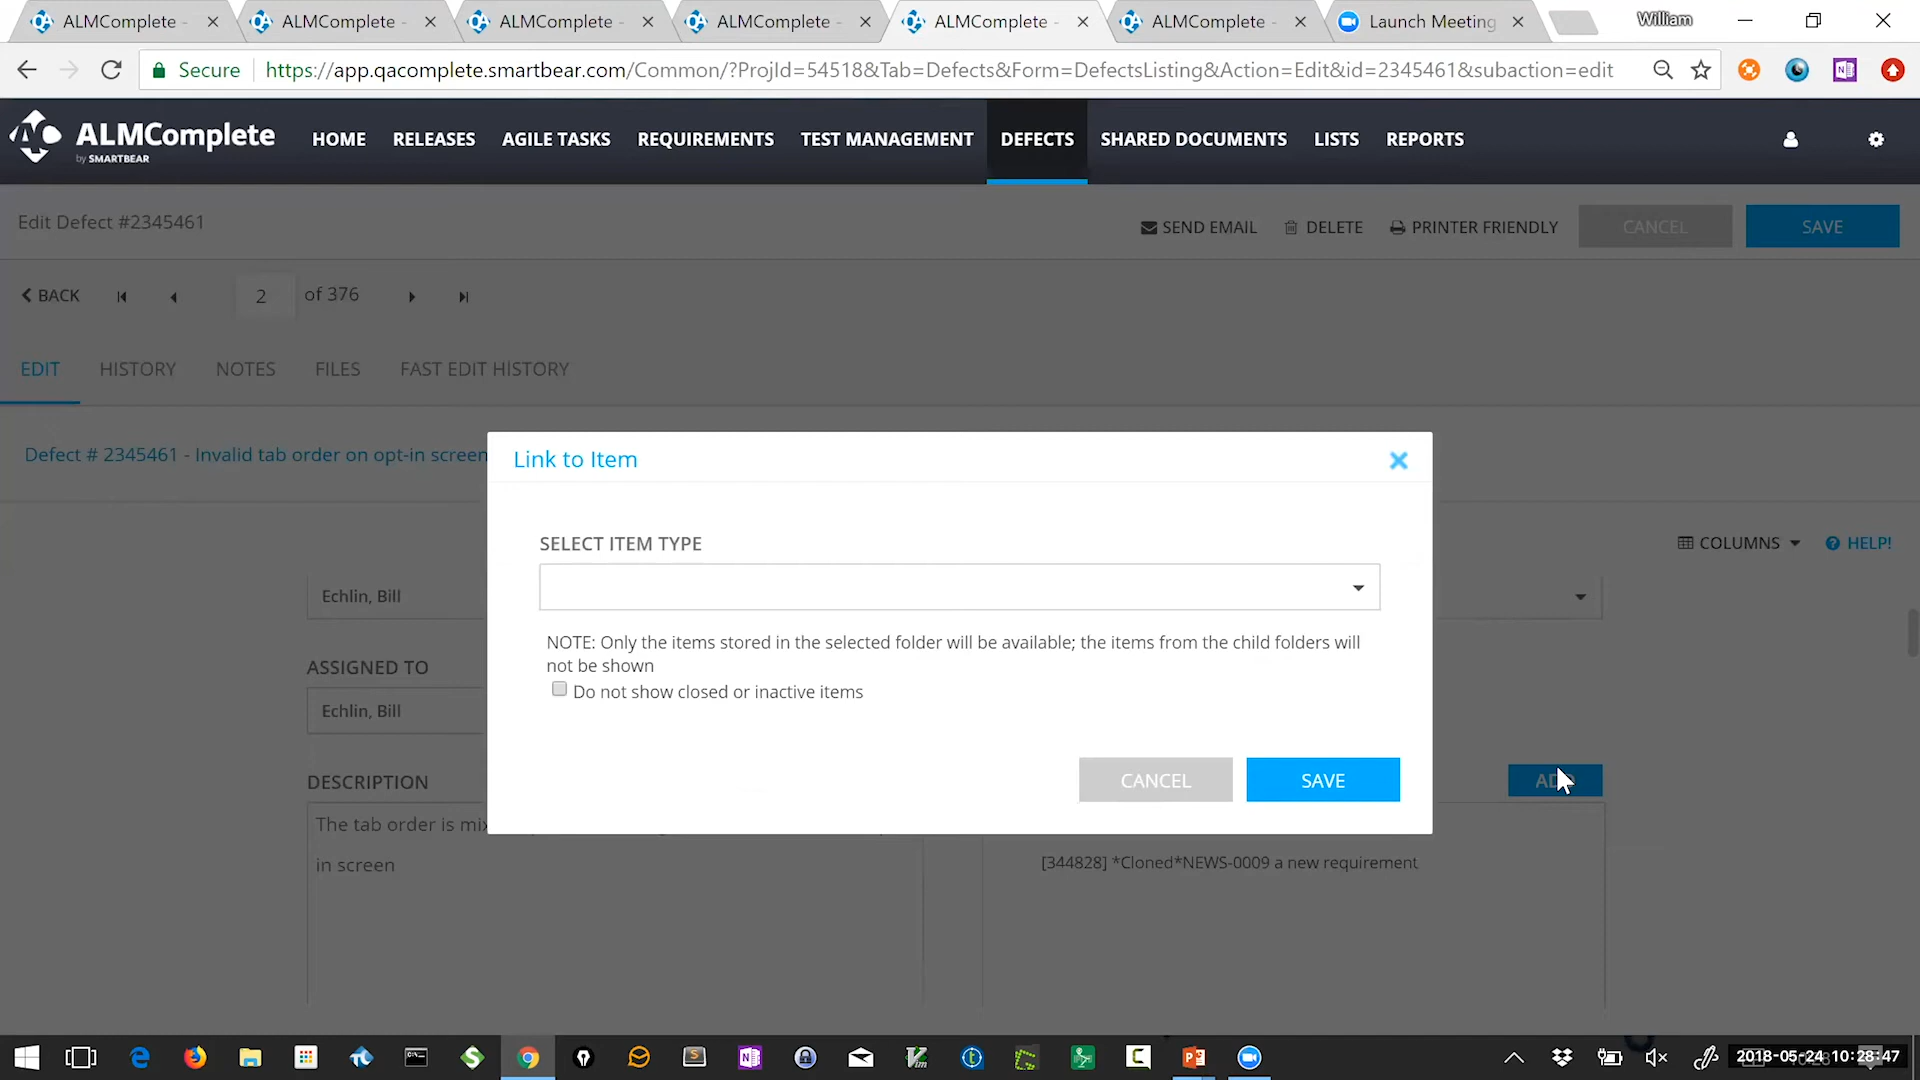 ALMComplete -
ALMComplete -
ALMComplete -
ALMComplete -
ALMComplete -
ALMComplete -
Launch Meeting
William
Secure
https://app.qacomplete.smartbear.com/Common/?ProjId=54518&Tab=Defects&Form=DefectsListing&Action=Edit&id=2345461&subaction=edit
ALMComplete
by SMARTBEAR
HOME
RELEASES
AGILE TASKS
REQUIREMENTS
TEST MANAGEMENT
DEFECTS
SHARED DOCUMENTS
LISTS
REPORTS
Edit Defect #2345461
SEND EMAIL
DELETE
PRINTER FRIENDLY
CANCEL
SAVE
BACK
2
of 376
EDIT
HISTORY
NOTES
FILES
FAST EDIT HISTORY
Defect # 2345461 - Invalid tab order on opt-in screen
Link to Item
SELECT ITEM TYPE
COLUMNS
HELP!
Echlin, Bill
NOTE: Only the items stored in the selected folder will be available; the items from the child folders will
not be shown
Do not show closed or inactive items
ASSIGNED TO
Echlin, Bill
CANCEL
SAVE
DESCRIPTION
The tab order is mix
in screen
[344828] *Cloned*NEWS-0009 a new requirement
2018-05-24 10:28:47